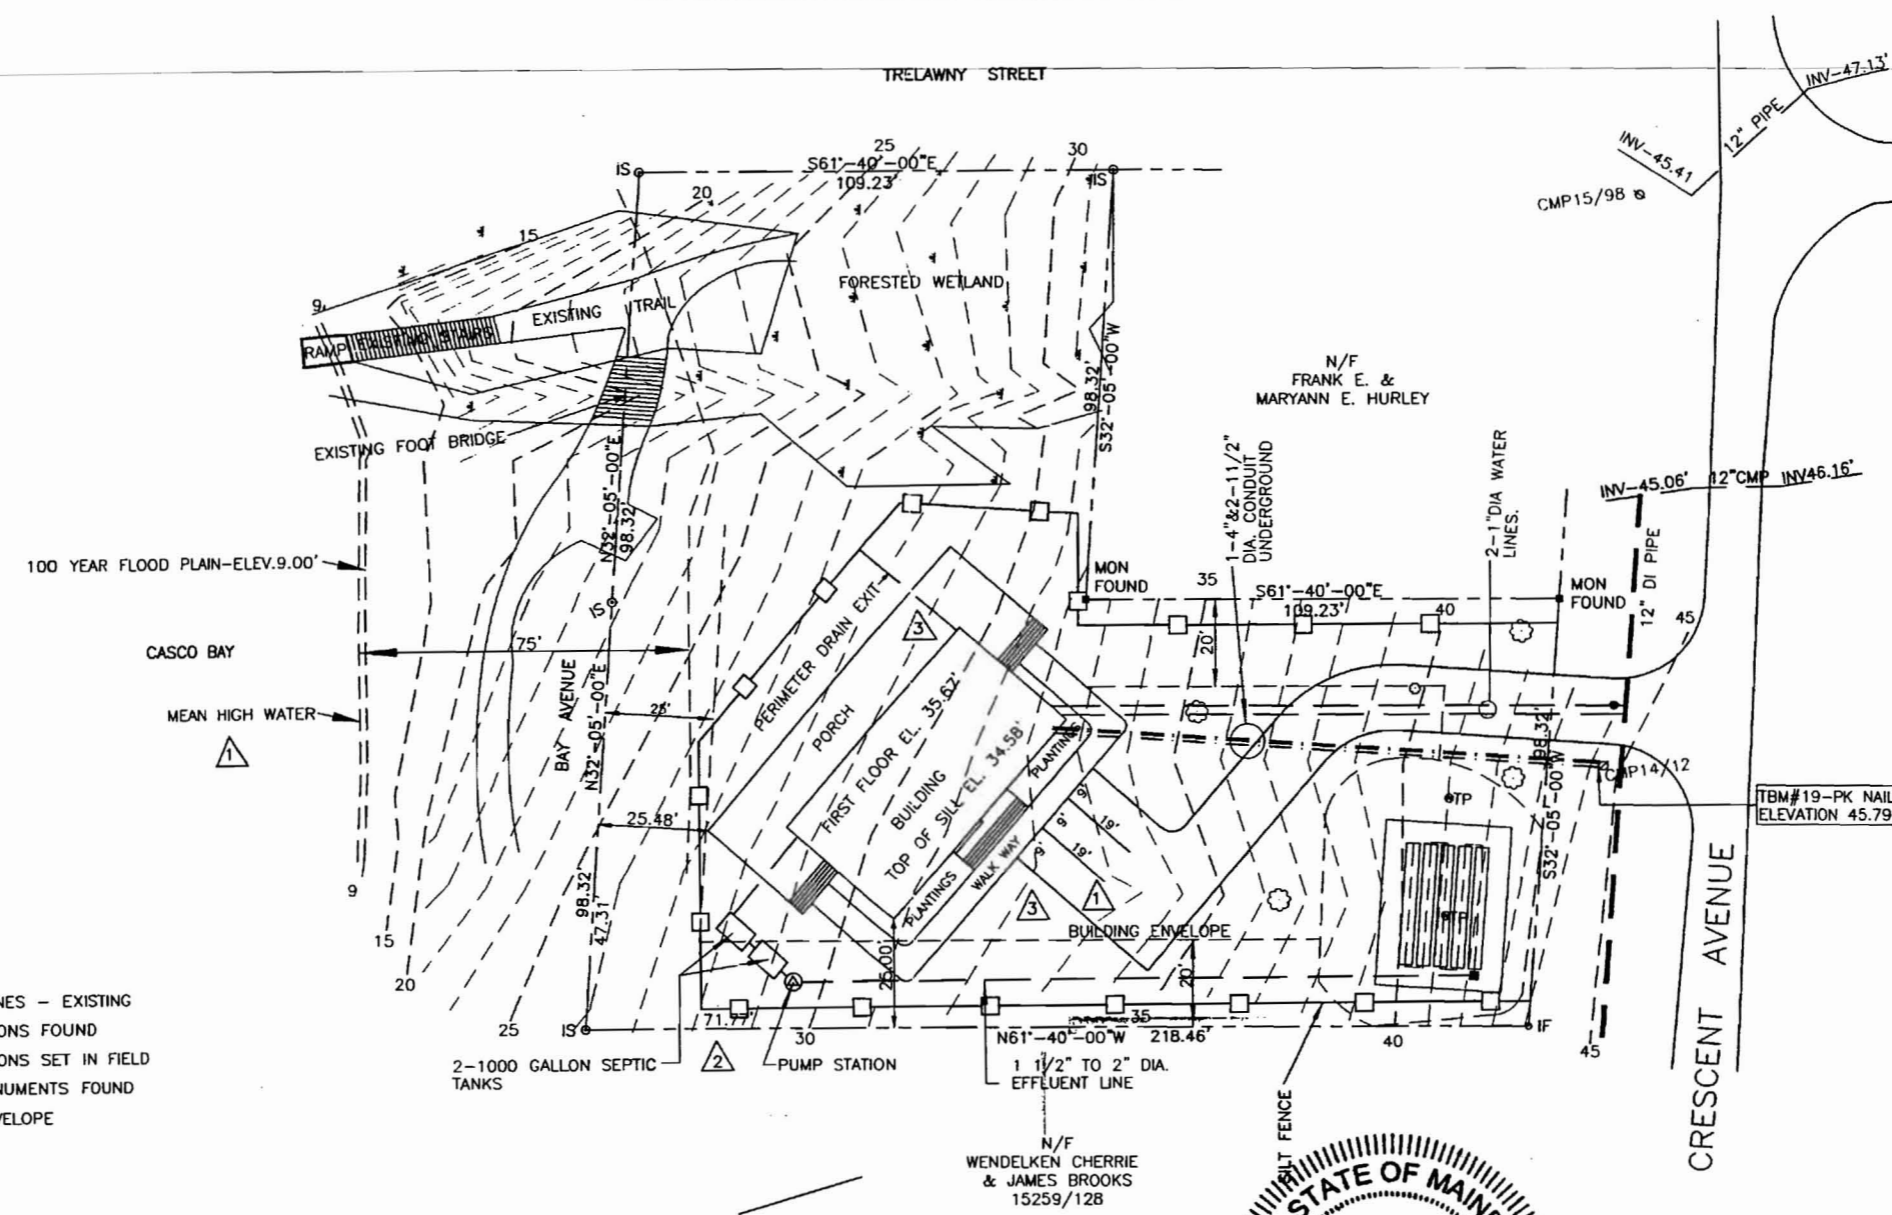 TRELAWNY STREET
INV-47.13'
12" PIPE
INV-45.41
CMP15/98
25
30
IS
S61'-40'-00"E
109.23'
IS
20
15
9
FORESTED WETLAND
EXISTING TRAIL
RAMP
EXISTING STAIRS
N/F
FRANK E. &
MARYANN E. HURLEY
98.32'
S32'-05'-00"W
EXISTING FOOT BRIDGE
N32'-05'-00"E
98.32'
1-4"&2-11/2"
DIA. CONDUIT
UNDERGROUND
2-1"DIA WATER
LINES.
INV-45.06'
12"CMP INV46.16'
12" DI PIPE
100 YEAR FLOOD PLAIN-ELEV.9.00'
MON
FOUND
35
S61'-40'-00"E
109.23'
40
MON
FOUND
45
IS
CASCO BAY
75'
20'
3
PERIMETER DRAIN EXIT
PORCH
FIRST FLOOR EL. 35.67'
BUILDING
TOP OF SILL EL. 34.58'
PLANTINGS
MEAN HIGH WATER
1
BAY AVENUE
N32'-05'-00"E
25'
25.48'
98.32'
S32'-05'-00"W
CMP14/12
TBM#19-PK NAIL
ELEVATION 45.79
TP
TP
9'
9'
9'
19'
19'
PLANTINGS
WALK WAY
3
1
BUILDING ENVELOPE
9
15
20
98.32'
47.31'
25.00
20'
25
IS
71.77'
30
35
N61'-40'-00"W 218.46'
40
IF
45
NES - EXISTING
ONS FOUND
ONS SET IN FIELD
NUMENTS FOUND
VELOPE
2-1000 GALLON SEPTIC
TANKS
2
PUMP STATION
1 1/2" TO 2" DIA.
EFFLUENT LINE
SILT FENCE
CRESCENT AVENUE
N/F
WENDELKEN CHERRIE
& JAMES BROOKS
15259/128
STATE OF MAINE